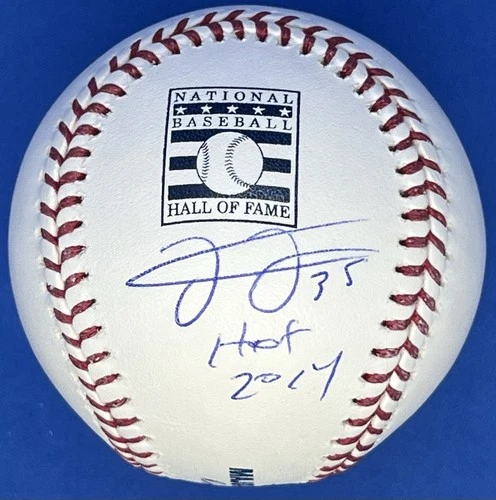 NATIONAL
BASEBALL
HALL OF FAME
35
Hof
2014